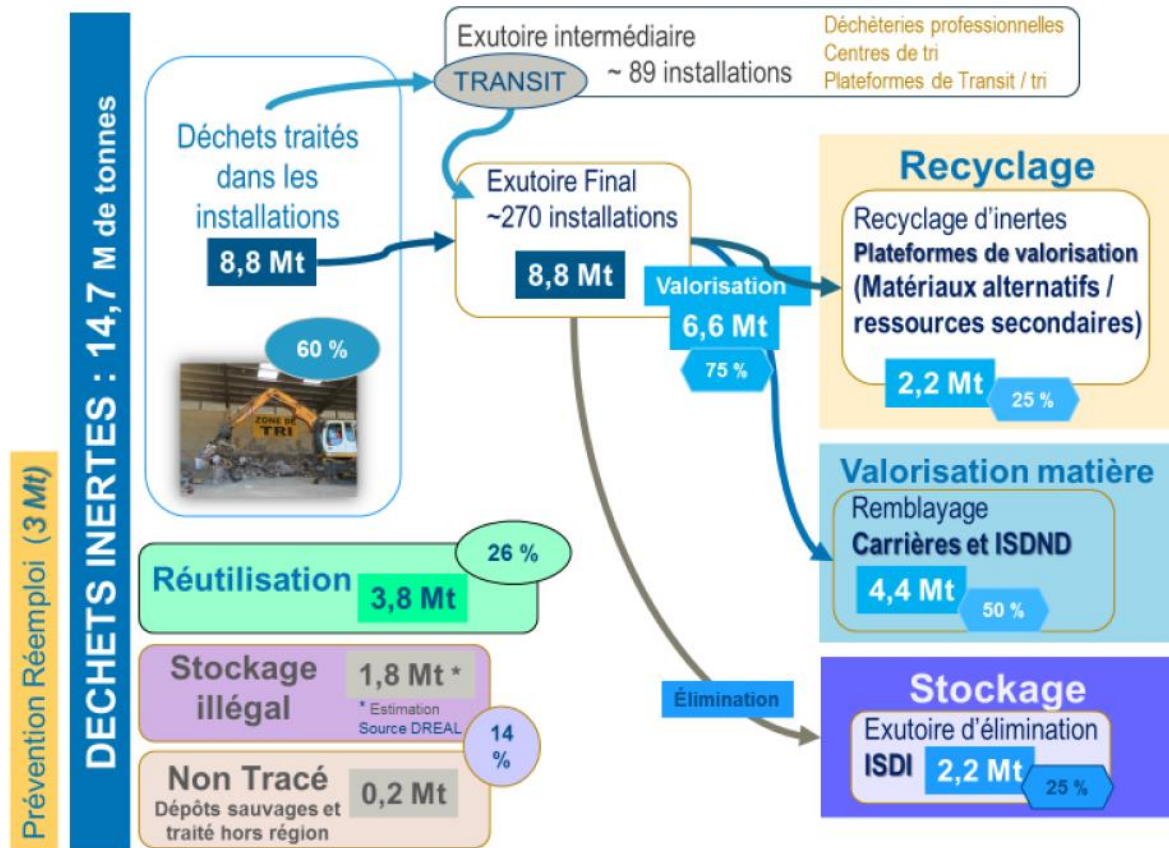 Prévention Réemploi (3 Mt)
DECHETS INERTES : 14,7 M de tonnes
Exutoire intermédiaire
~ 89 installations
Déchèteries professionnelles
Centres de tri
Plateformes de Transit / tri
TRANSIT
Déchets traités
dans les
installations
8,8 Mt
60 %
ZONE DE
TRI
Exutoire Final
~270 installations
8,8 Mt
Valorisation
6,6 Mt
75 %
Recyclage
Recyclage d'inertes
Plateformes de valorisation
(Matériaux alternatifs /
ressources secondaires)
2,2 Mt
25 %
Valorisation matière
Remblayage
Carrières et ISDND
4,4 Mt
50 %
Réutilisation
3,8 Mt
26 %
Stockage
illégal
1,8 Mt *
* Estimation
Source DREAL
14
%
Non Tracé
Dépôts sauvages et
traité hors région
0,2 Mt
Élimination
Stockage
Exutoire d'élimination
ISDI
2,2 Mt
25 %